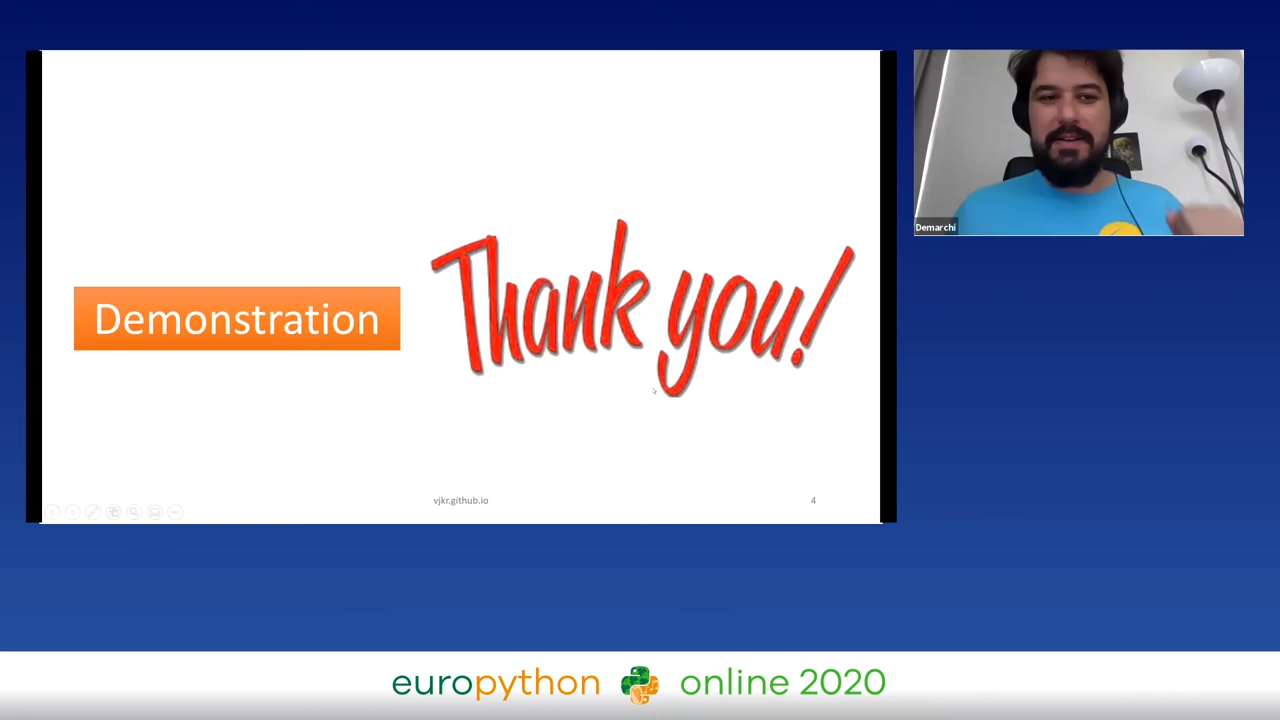 Demonstration
Thank you!
vjkr.github.io
4
Demarchi
europython online 2020